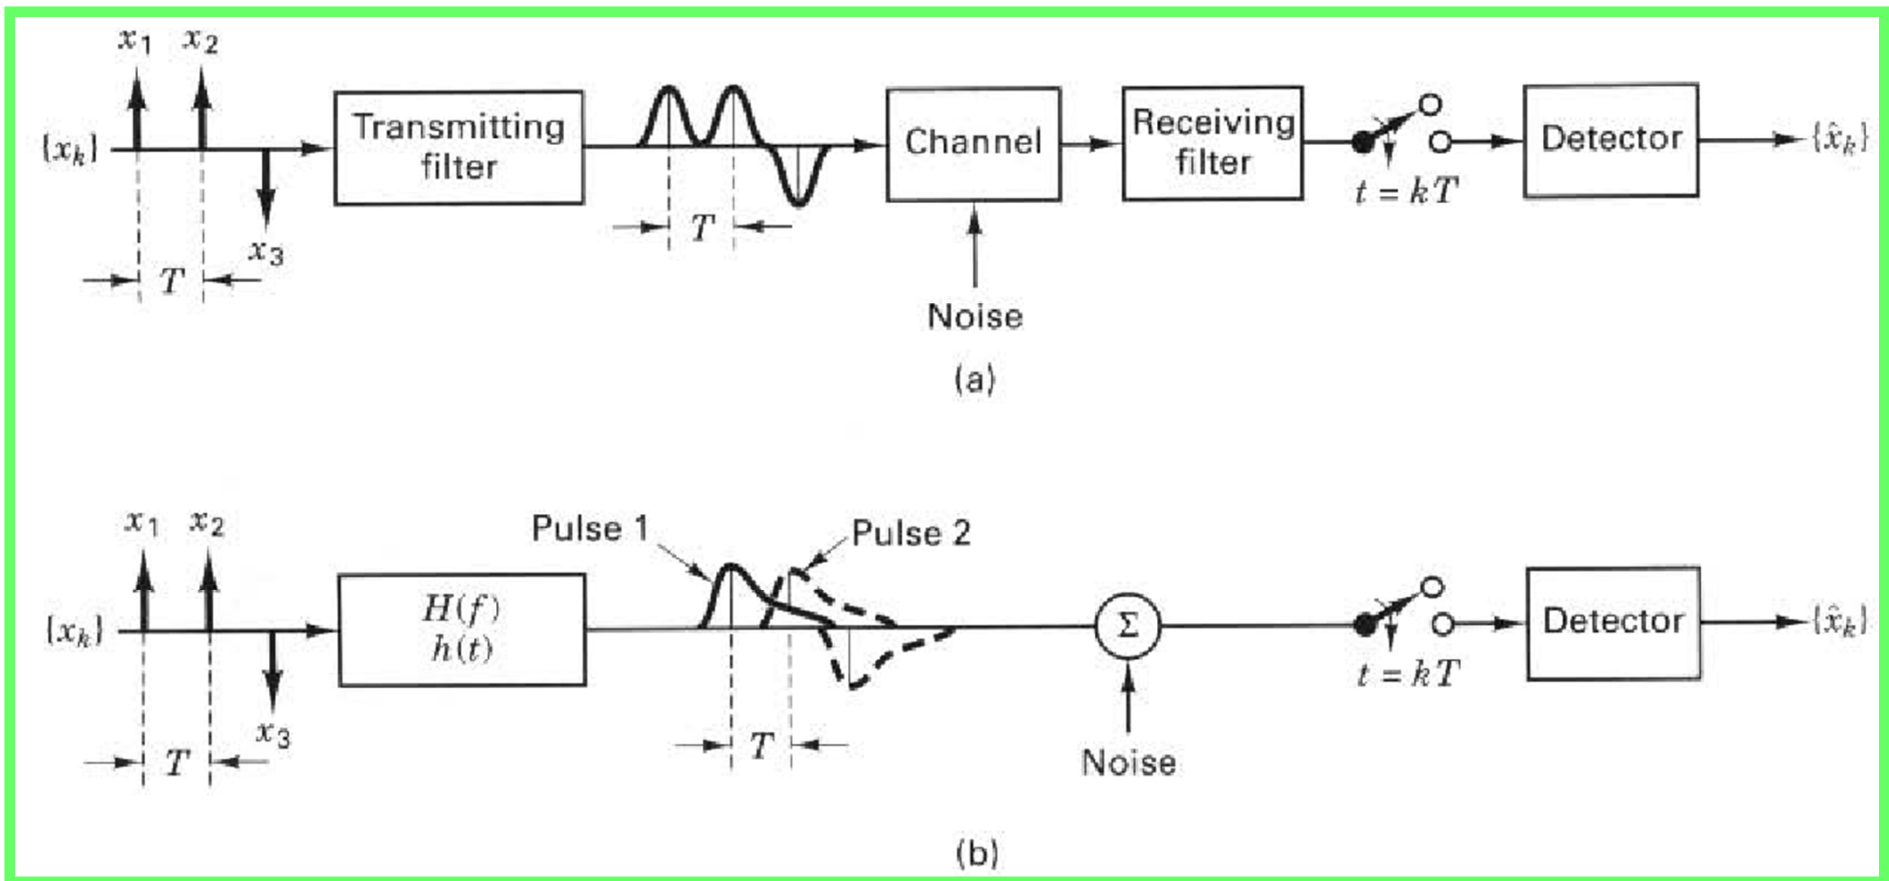 x₁ x₂
{xₖ}
Transmitting
filter
x₃
T
T
Channel
Noise
Receiving
filter
t = kT
Detector
{x̂ₖ}
(a)
x₁ x₂
{xₖ}
H(f)
h(t)
x₃
T
Pulse 1
Pulse 2
T
Σ
Noise
t = kT
Detector
{x̂ₖ}
(b)